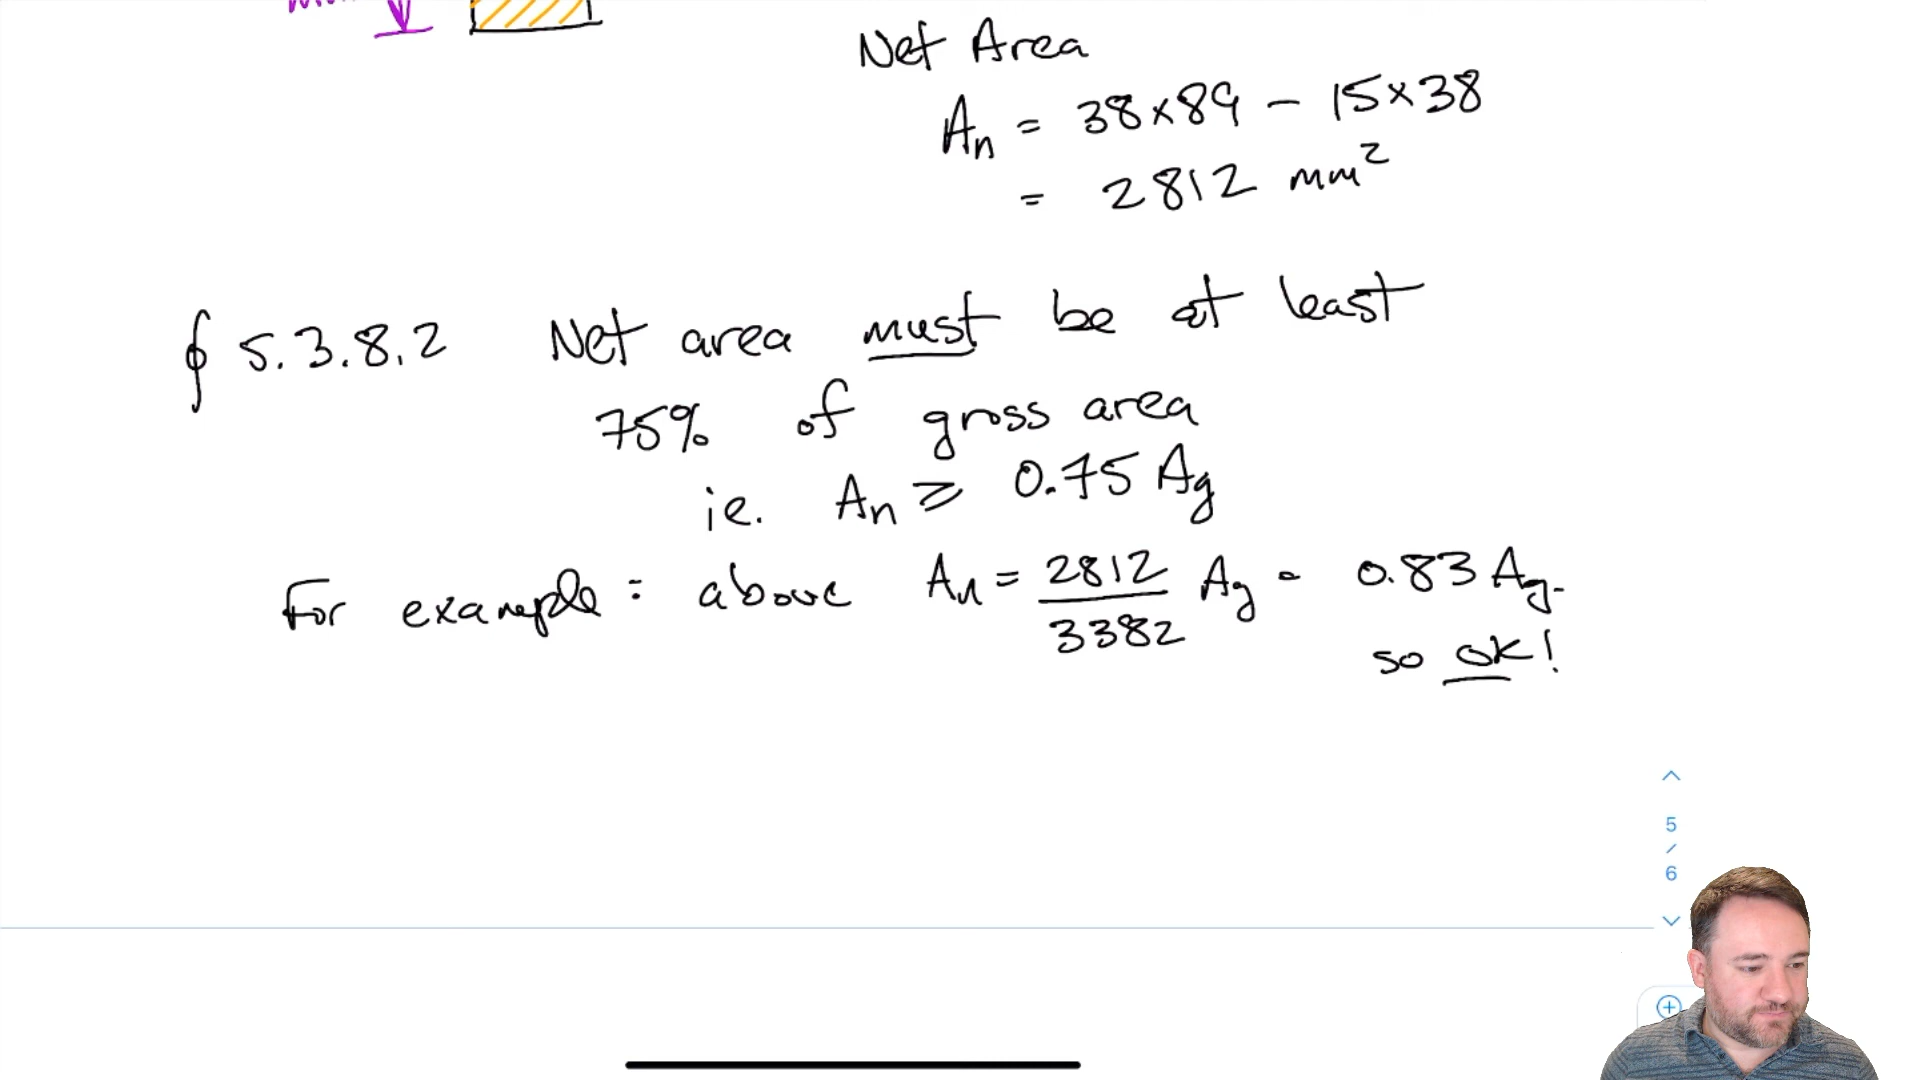 Net Area
An = 38×89 - 15×38
= 2812 mm²
§ 5.3.8.2 Net area must be at least
75% of gross area
ie. An ≥ 0.75 Ag
For example: above An = 2812/3382 Ag = 0.83 Ag.
so OK!
5
/
6